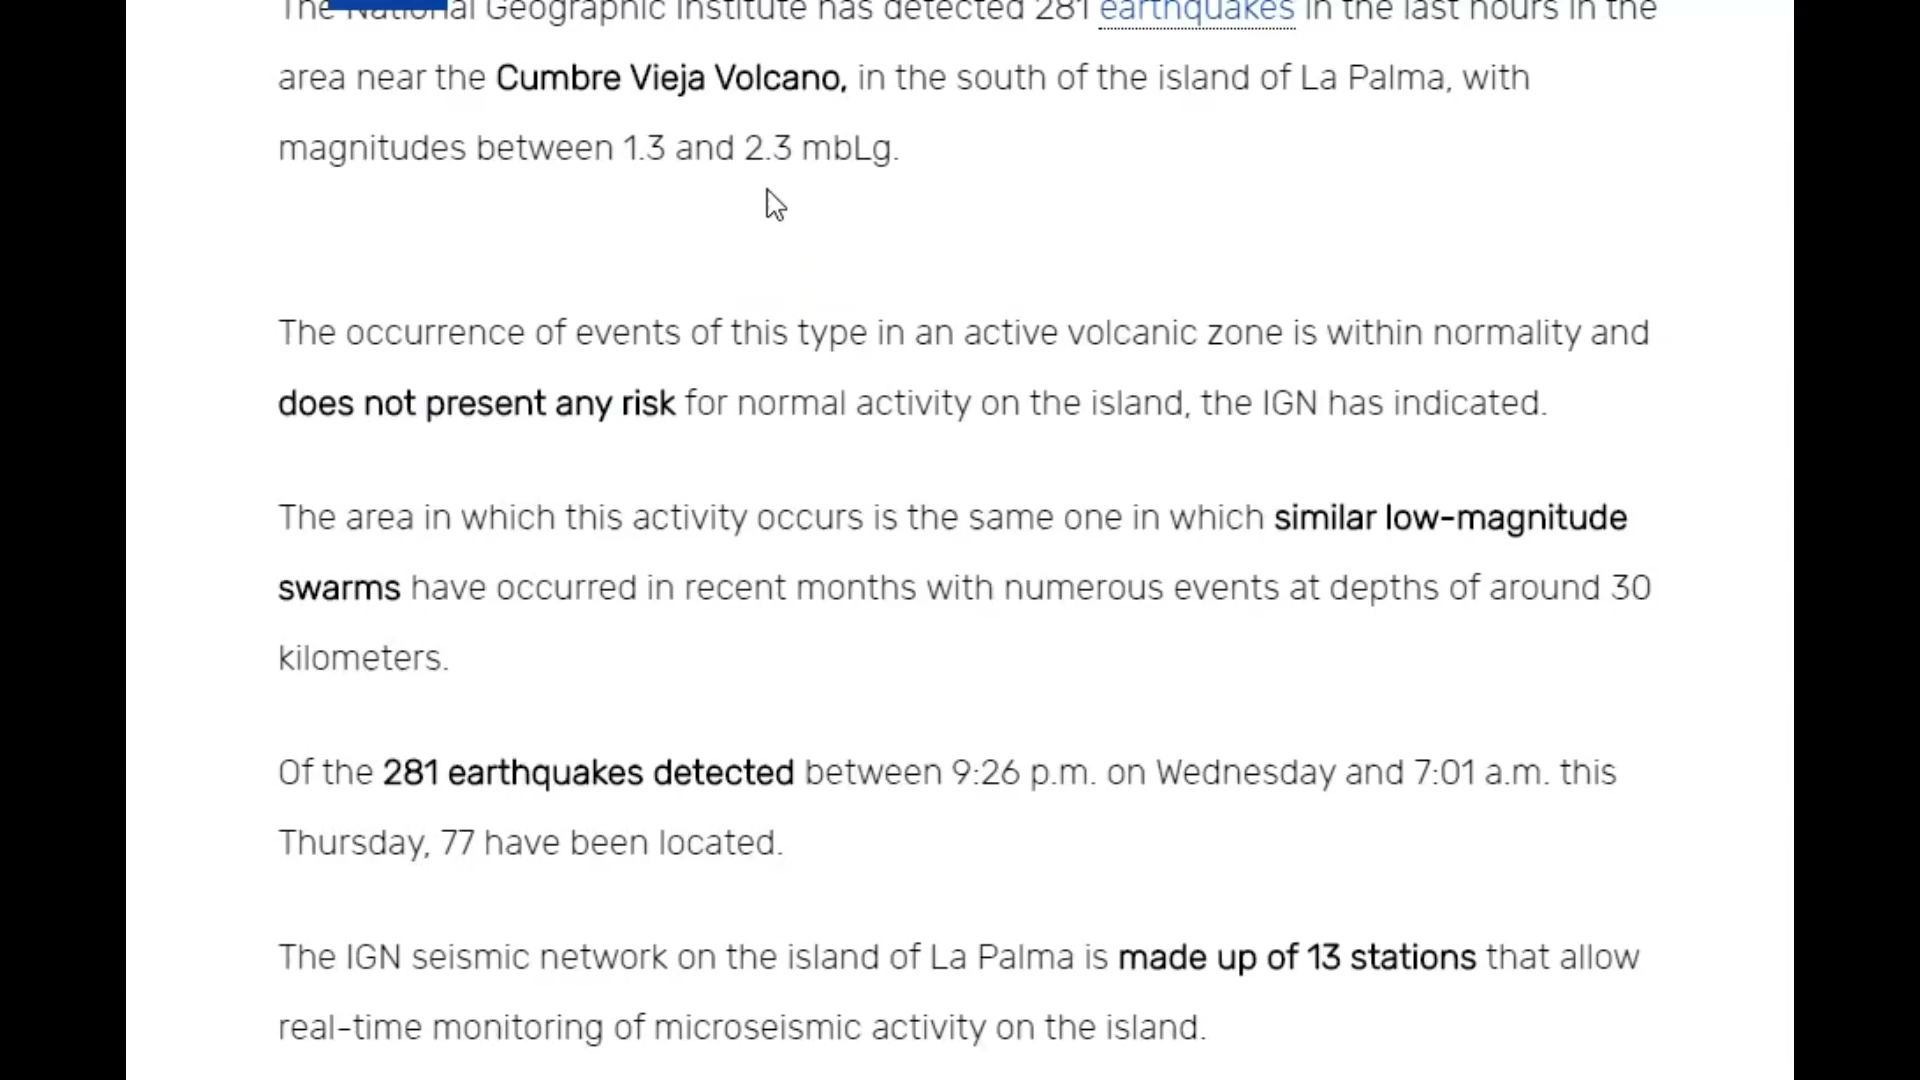 The National Geographic Institute has detected 281 earthquakes in the last hours in the
area near the Cumbre Vieja Volcano, in the south of the island of La Palma, with
magnitudes between 1.3 and 2.3 mbLg.
The occurrence of events of this type in an active volcanic zone is within normality and
does not present any risk for normal activity on the island, the IGN has indicated.
The area in which this activity occurs is the same one in which similar low-magnitude
swarms have occurred in recent months with numerous events at depths of around 30
kilometers.
Of the 281 earthquakes detected between 9:26 p.m. on Wednesday and 7:01 a.m. this
Thursday, 77 have been located.
The IGN seismic network on the island of La Palma is made up of 13 stations that allow
real-time monitoring of microseismic activity on the island.